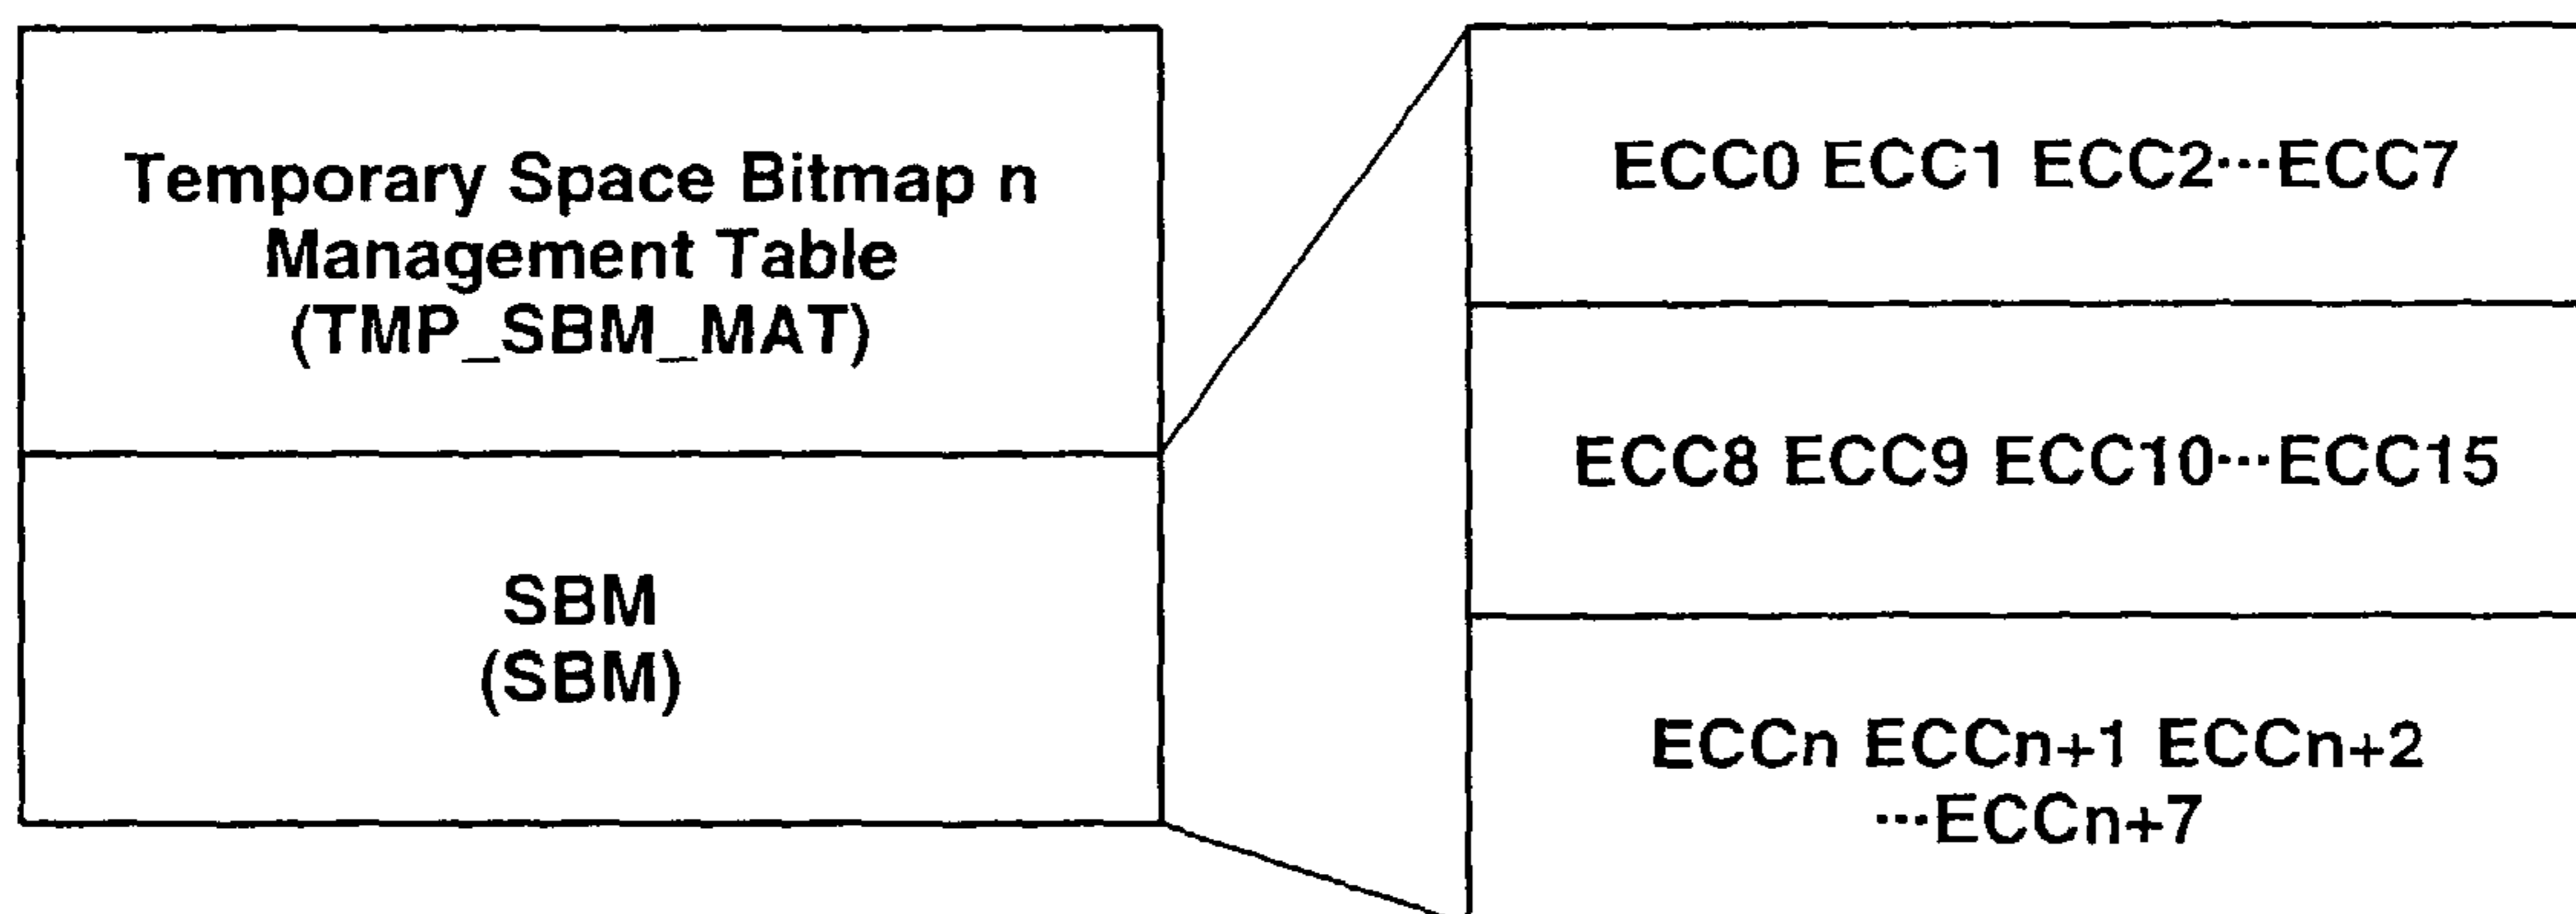 Temporary Space Bitmap n
Management Table
(TMP_SBM_MAT)
SBM
(SBM)
ECC0 ECC1 ECC2···ECC7
ECC8 ECC9 ECC10···ECC15
ECCn ECCn+1 ECCn+2
···ECCn+7